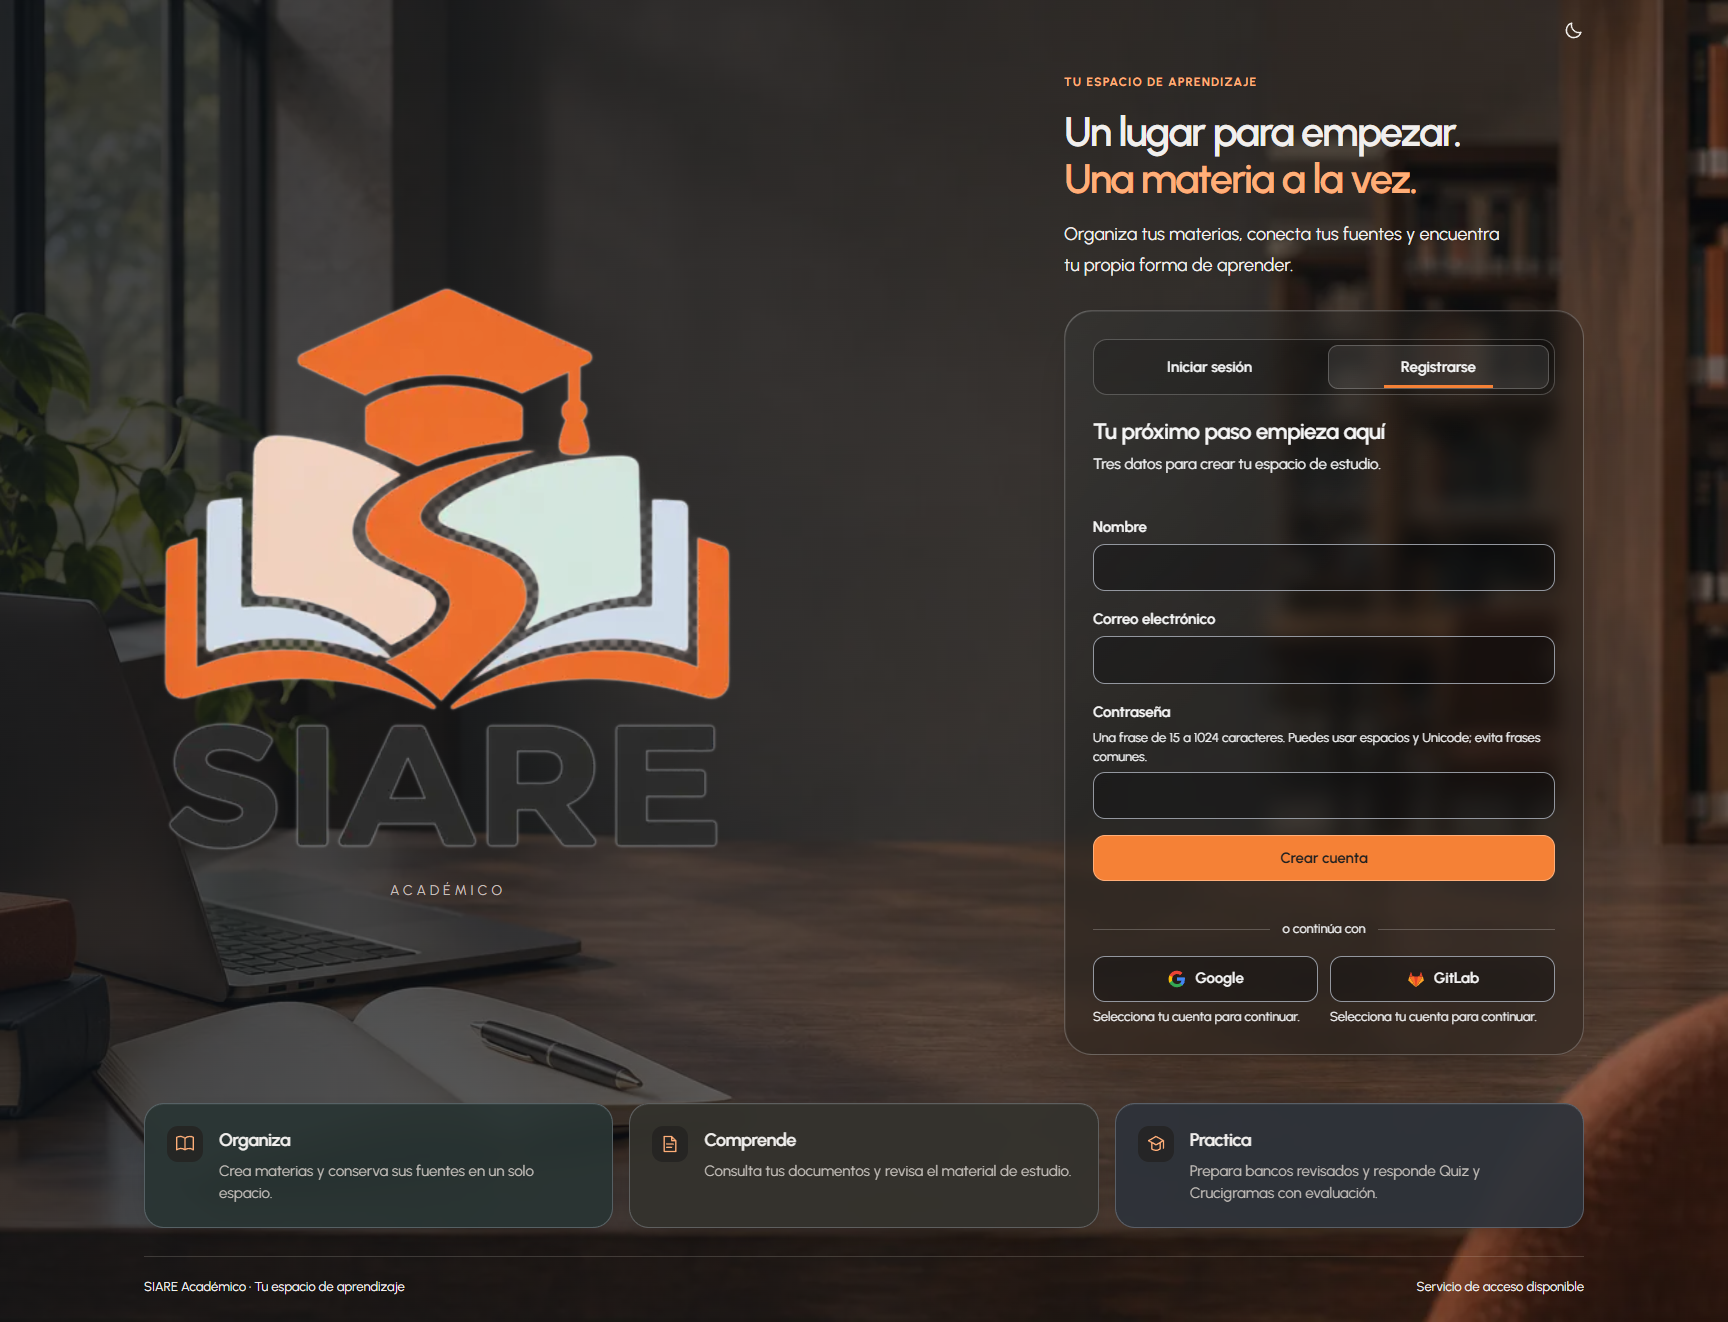 TU ESPACIO DE APRENDIZAJE
Un lugar para empezar.
Una materia a la vez.
Organiza tus materias, conecta tus fuentes y encuentra
tu propia forma de aprender.
Iniciar sesión
Registrarse
Tu próximo paso empieza aquí
Tres datos para crear tu espacio de estudio.
Nombre
Correo electrónico
Contraseña
Una frase de 15 a 1024 caracteres. Puedes usar espacios y Unicode; evita frases
comunes.
Crear cuenta
o continúa con
Google
GitLab
Selecciona tu cuenta para continuar.
Selecciona tu cuenta para continuar.
SIARE
ACADÉMICO
Organiza
Crea materias y conserva sus fuentes en un solo
espacio.
Comprende
Consulta tus documentos y revisa el material de estudio.
Practica
Prepara bancos revisados y responde Quiz y
Crucigramas con evaluación.
SIARE Académico · Tu espacio de aprendizaje
Servicio de acceso disponible